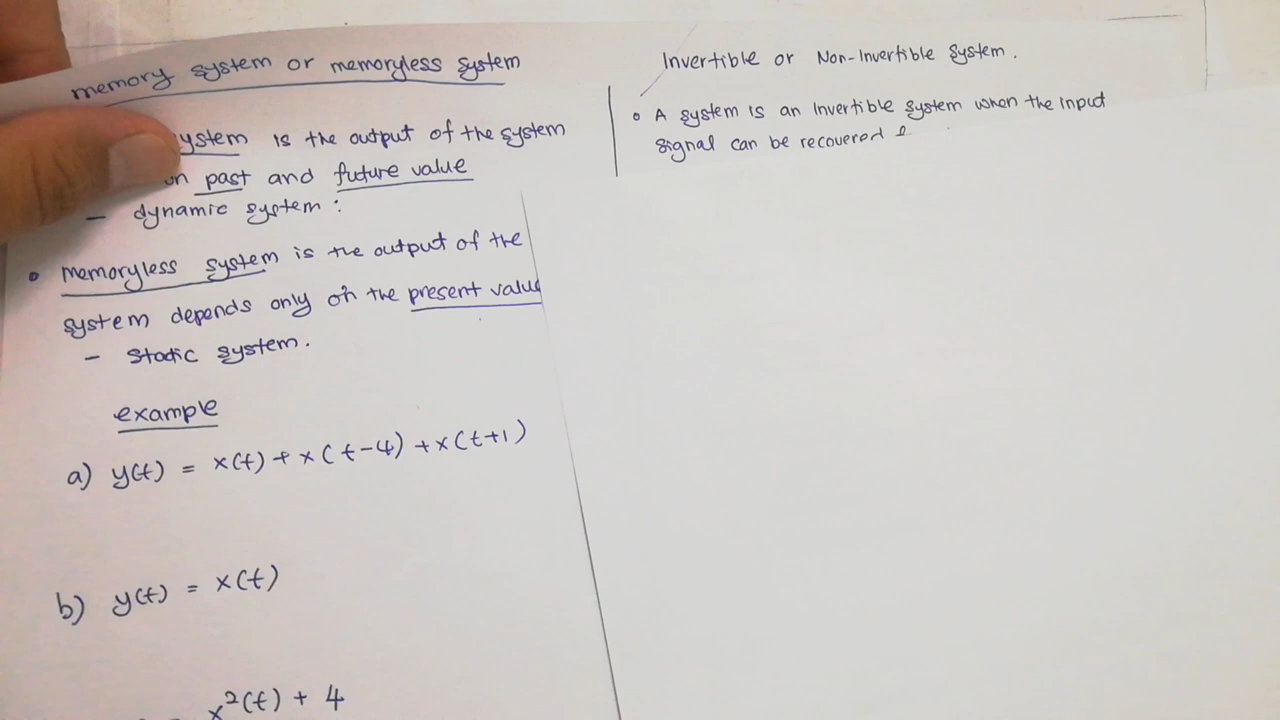 memory system or memoryless system
system is the output of the system
on past and future value
– dynamic system :
• Memoryless system is the output of the
system depends only on the present value
– Static system.
example
a) y(t) = x(t) + x(t-4) + x(t+1)
b) y(t) = x(t)
x²(t) + 4
Invertible or Non-Invertible System.
• A system is an invertible system when the input
signal can be recovered